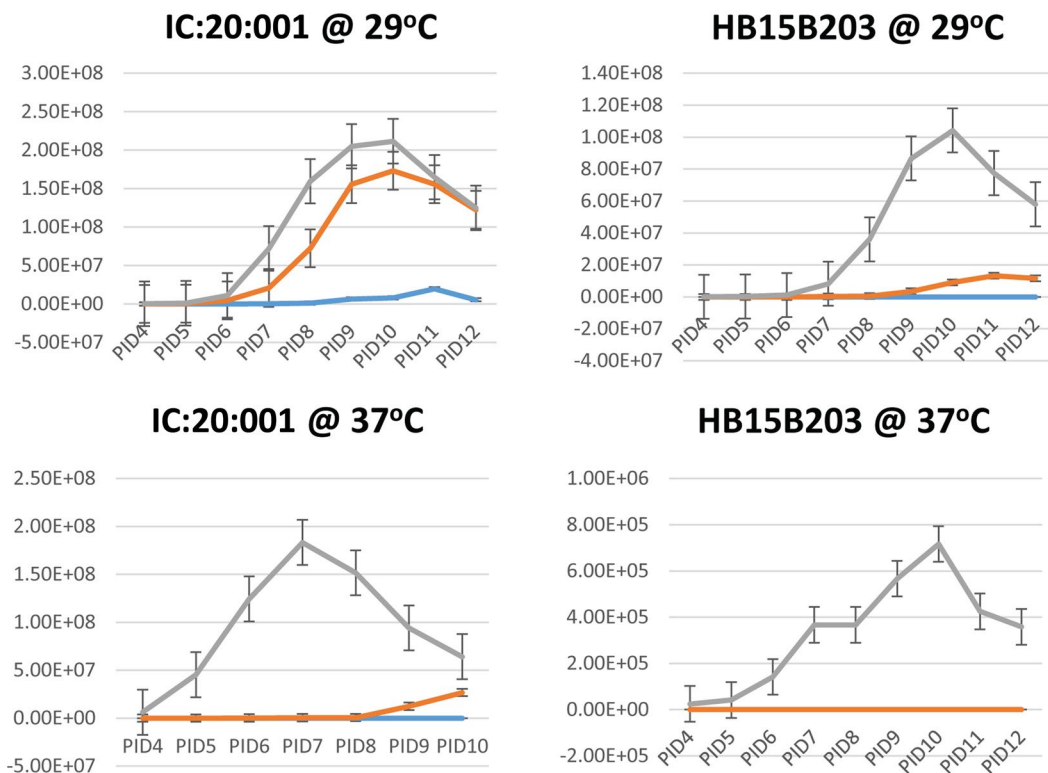 IC:20:001 @ 29°C
3.00E+08
2.50E+08
2.00E+08
1.50E+08
1.00E+08
5.00E+07
0.00E+00
-5.00E+07
PID4 PID5 PID6 PID7 PID8 PID9 PID10 PID11 PID12
HB15B203 @ 29°C
1.40E+08
1.20E+08
1.00E+08
8.00E+07
6.00E+07
4.00E+07
2.00E+07
0.00E+00
-2.00E+07
-4.00E+07
PID4 PID5 PID6 PID7 PID8 PID9 PID10 PID11 PID12
IC:20:001 @ 37°C
2.50E+08
2.00E+08
1.50E+08
1.00E+08
5.00E+07
0.00E+00
-5.00E+07
PID4 PID5 PID6 PID7 PID8 PID9 PID10
HB15B203 @ 37°C
1.00E+06
8.00E+05
6.00E+05
4.00E+05
2.00E+05
0.00E+00
-2.00E+05
PID4 PID5 PID6 PID7 PID8 PID9 PID10 PID11 PID12